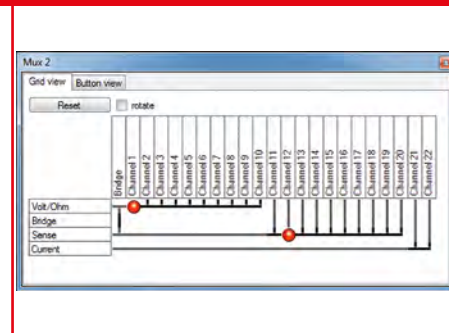 Mux 2
Grid view Button view
Reset rotate
Bridge
Channel 1
Channel 2
Channel 3
Channel 4
Channel 5
Channel 6
Channel 7
Channel 8
Channel 9
Channel 10
Channel 11
Channel 12
Channel 13
Channel 14
Channel 15
Channel 16
Channel 17
Channel 18
Channel 19
Channel 20
Channel 21
Channel 22
Volt/Ohm
Bridge
Sense
Current